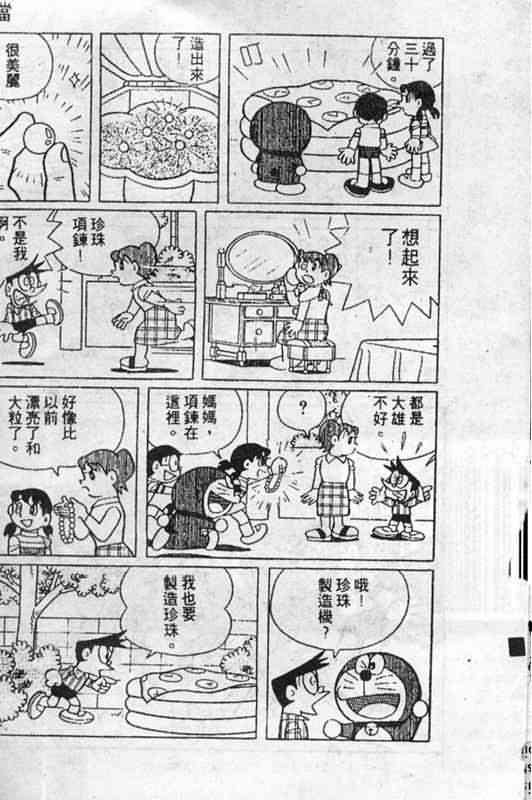 過了
三十
分鐘。
造出來
了！
很美麗
想起來
了！
珍珠
項鍊！
不是我
啊。
都是
大雄
不好。
？
媽媽，
項鍊在
這裡。
好像比
以前
漂亮了和
大粒了。
哦！
珍珠
製造機？
我也要
製造珍珠。